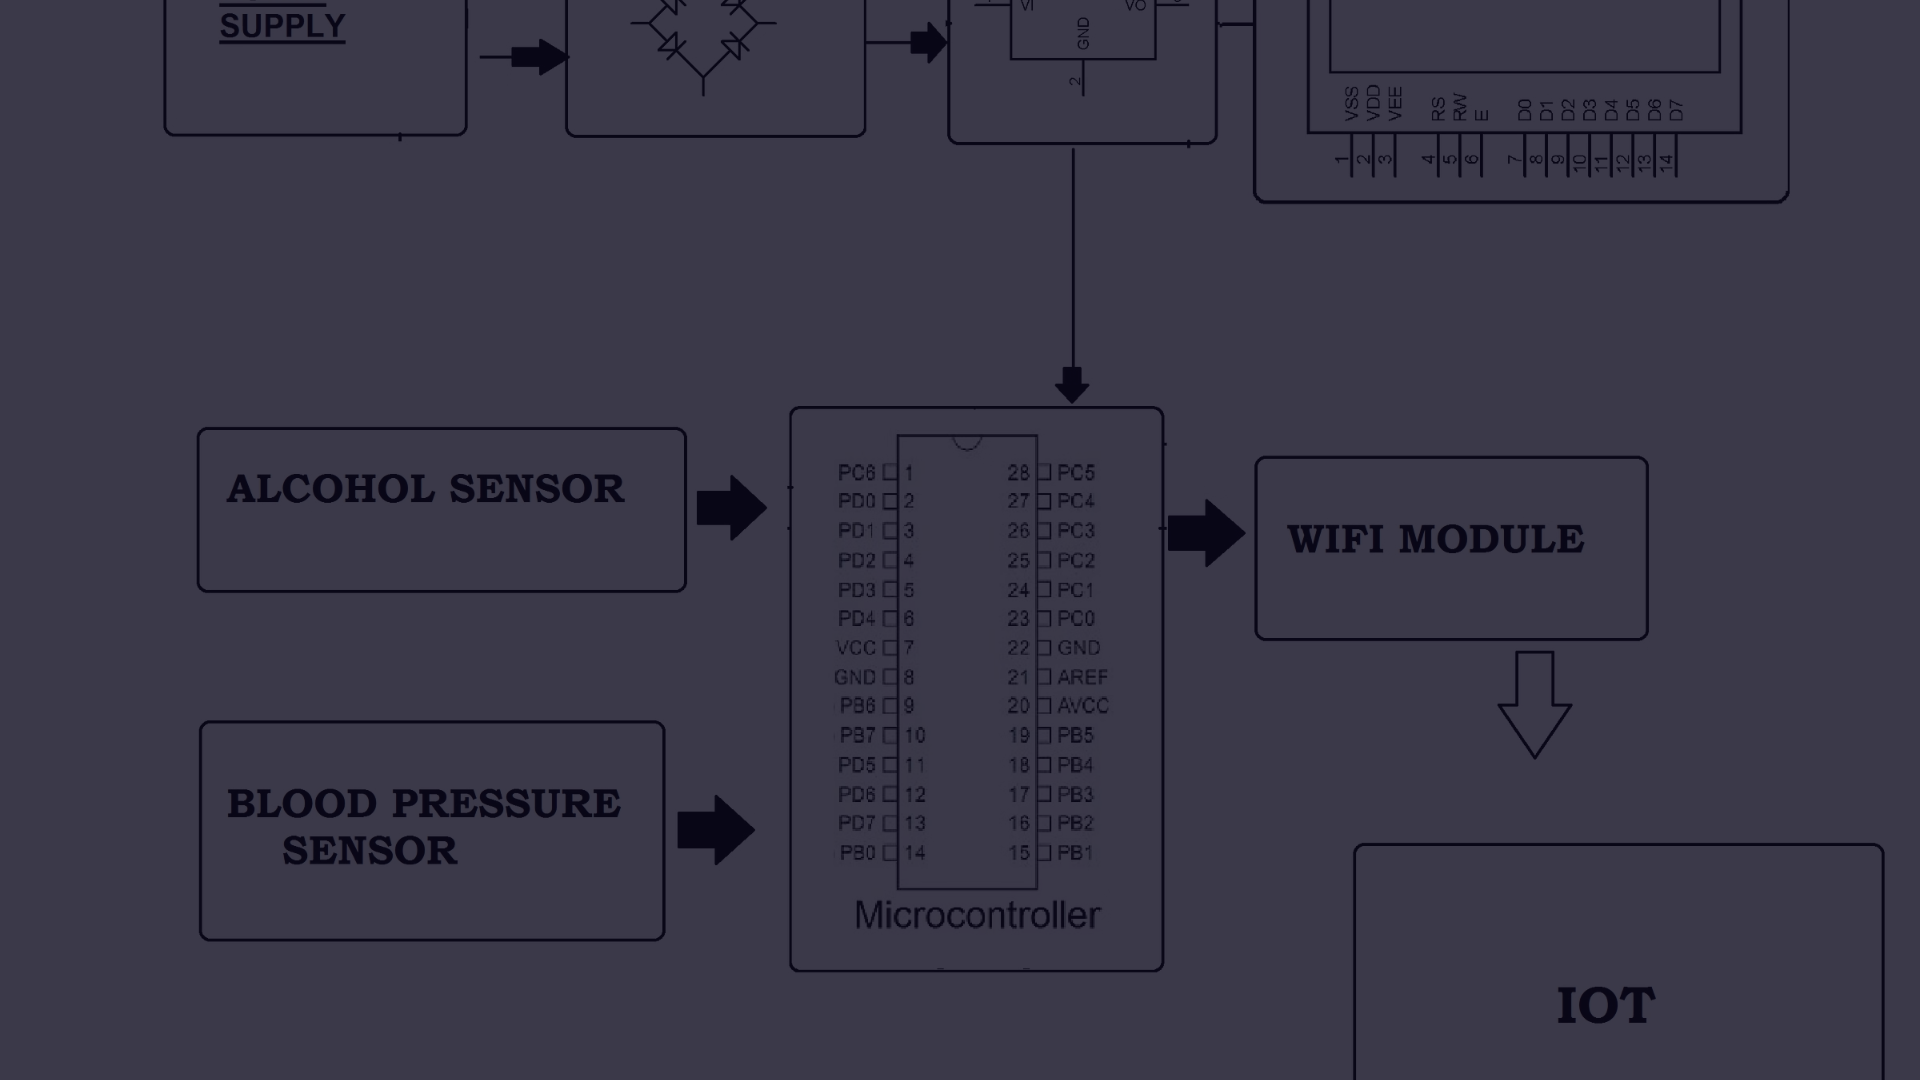 SUPPLY
VI
VO
GND
2
VSS
VDD
VEE
RS
RW
E
D0
D1
D2
D3
D4
D5
D6
D7
1
2
3
4
5
6
7
8
9
10
11
12
13
14
ALCOHOL SENSOR
PC6 1 28 PC5
PD0 2 27 PC4
PD1 3 26 PC3
PD2 4 25 PC2
PD3 5 24 PC1
PD4 6 23 PC0
VCC 7 22 GND
GND 8 21 AREF
PB6 9 20 AVCC
PB7 10 19 PB5
PD5 11 18 PB4
PD6 12 17 PB3
PD7 13 16 PB2
PB0 14 15 PB1
Microcontroller
WIFI MODULE
BLOOD PRESSURE
SENSOR
IOT